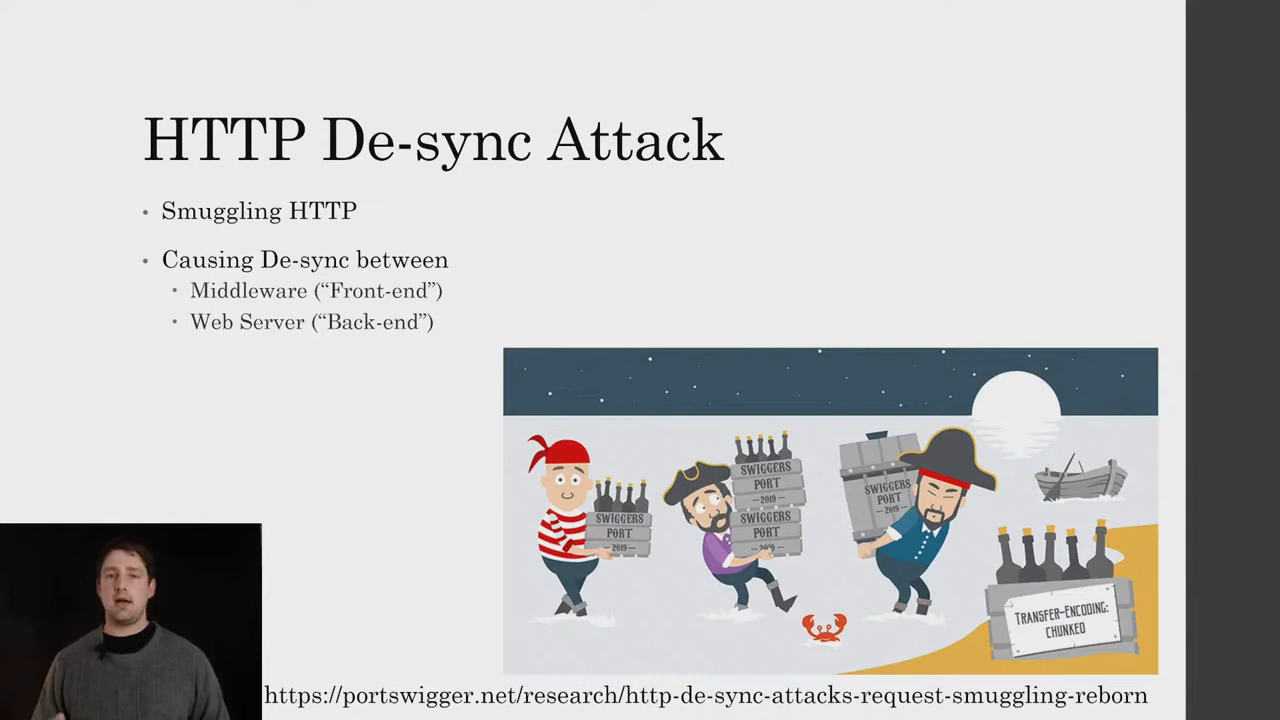 HTTP De-sync Attack
• Smuggling HTTP
• Causing De-sync between
• Middleware (“Front-end”)
• Web Server (“Back-end”)
SWIGGERS
PORT
2019
SWIGGERS
PORT
— 2019 —
SWIGGERS
PORT
2019
SWIGGERS
PORT
— 2019 —
TRANSFER-ENCODING:
CHUNKED
https://portswigger.net/research/http-de-sync-attacks-request-smuggling-reborn